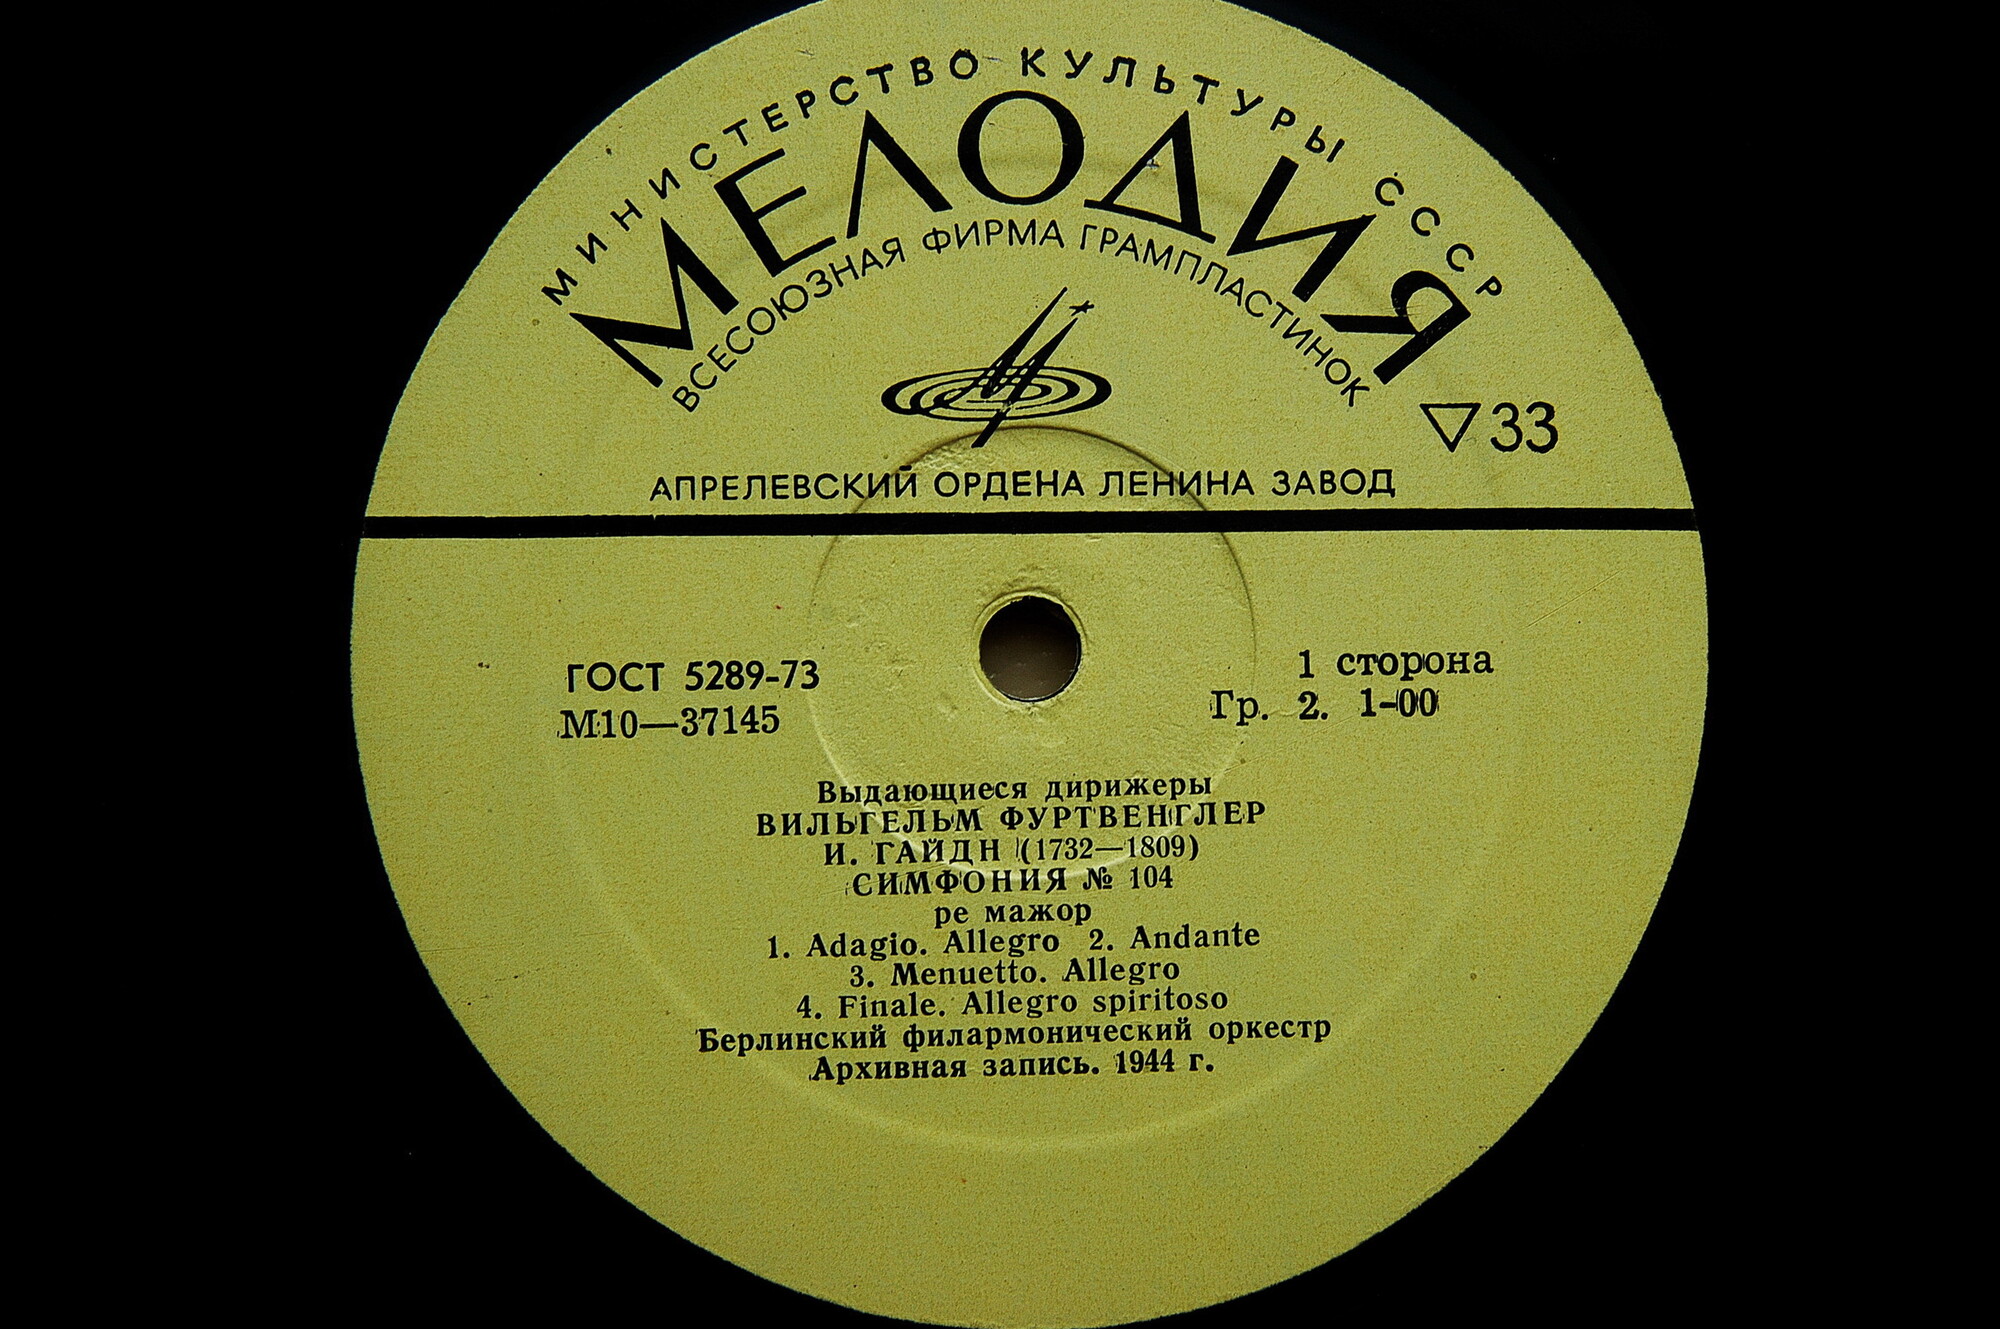 МИНИСТЕРСТВО КУЛЬТУРЫ СССР
МЕЛОДИЯ
ВСЕСОЮЗНАЯ ФИРМА ГРАМПЛАСТИНОК
▽33
АПРЕЛЕВСКИЙ ОРДЕНА ЛЕНИНА ЗАВОД
ГОСТ 5289-73
М10—37145
1 сторона
Гр. 2. 1-00
Выдающиеся дирижеры
ВИЛЬГЕЛЬМ ФУРТВЕНГЛЕР
И. ГАЙДН (1732—1809)
СИМФОНИЯ № 104
ре мажор
1. Adagio. Allegro 2. Andante
3. Menuetto. Allegro
4. Finale. Allegro spiritoso
Берлинский филармонический оркестр
Архивная запись. 1944 г.